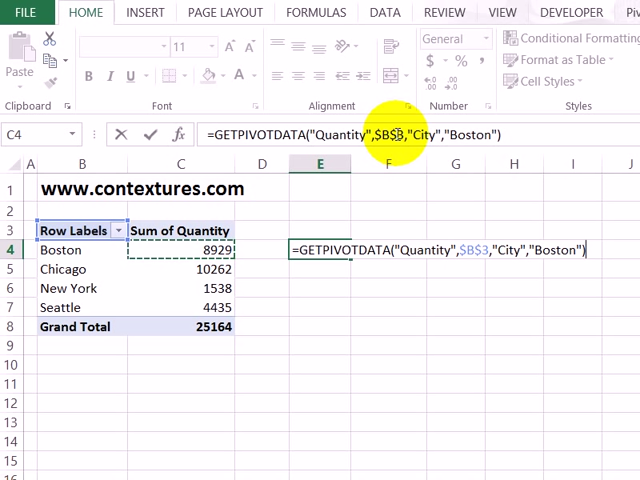 FILE HOME INSERT PAGE LAYOUT FORMULAS DATA REVIEW VIEW DEVELOPER Piv
General Conditional Formatting
11 A A
Paste B I U A $ % , Format as Table
Cell Styles
Clipboard Font Alignment Number Styles
C4 =GETPIVOTDATA("Quantity",$B$3,"City","Boston")
A B C D E F G H I J
1 www.contextures.com
2
3 Row Labels Sum of Quantity
4 Boston 8929 =GETPIVOTDATA("Quantity",$B$3,"City","Boston")
5 Chicago 10262
6 New York 1538
7 Seattle 4435
8 Grand Total 25164
9
10
11
12
13
14
15
16